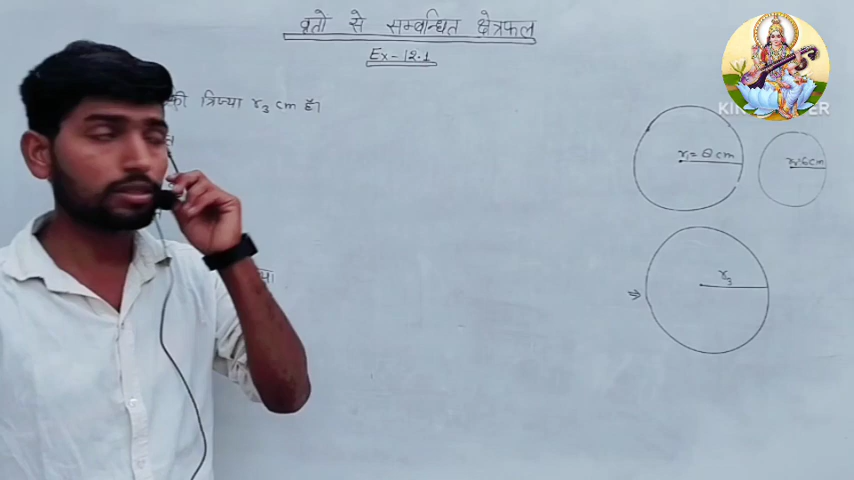 वृतो से सम्बन्धित क्षेत्रफल
Ex-12.1
की त्रिज्या r₃ cm है।
r₁ = 8 cm
r₂ = 6 cm
r₃
⇒